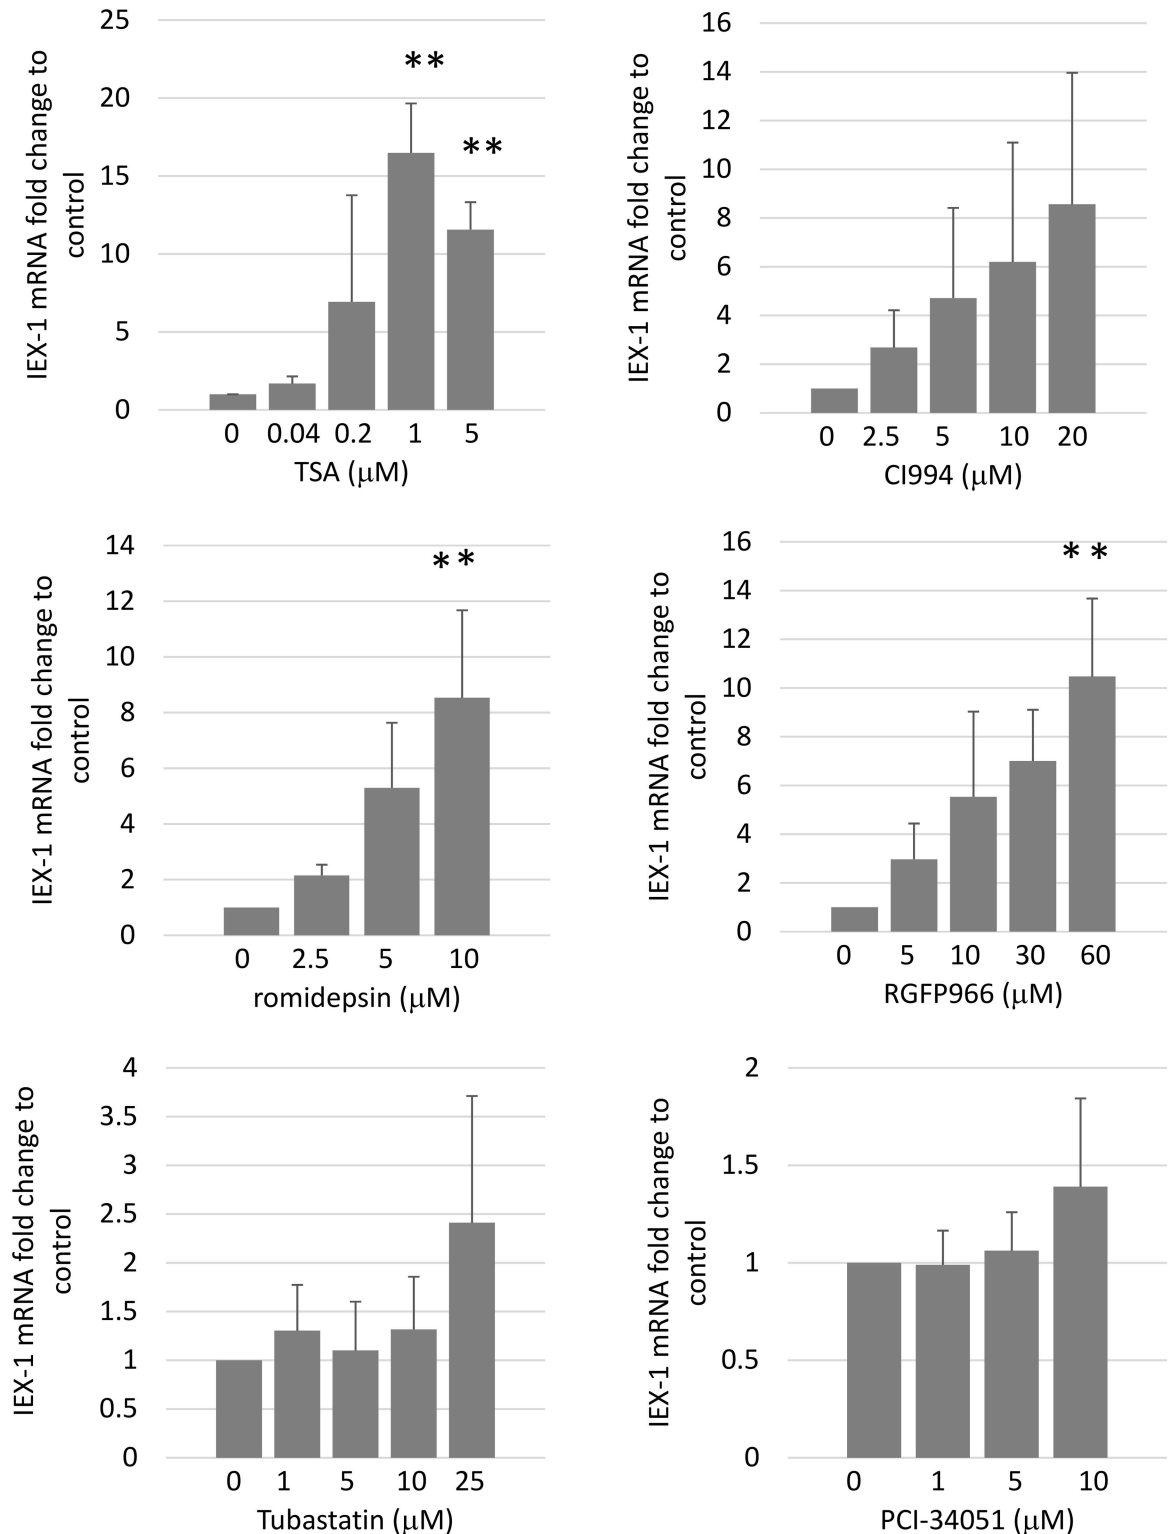 IEX-1 mRNA fold change to
control
25
20
15
10
5
0
**
**
0 0.04 0.2 1 5
TSA (μM)
IEX-1 mRNA fold change to
control
16
14
12
10
8
6
4
2
0
0 2.5 5 10 20
CI994 (μM)
IEX-1 mRNA fold change to
control
14
12
10
8
6
4
2
0
**
0 2.5 5 10
romidepsin (μM)
IEX-1 mRNA fold change to
control
16
14
12
10
8
6
4
2
0
**
0 5 10 30 60
RGFP966 (μM)
IEX-1 mRNA fold change to
control
4
3.5
3
2.5
2
1.5
1
0.5
0
0 1 5 10 25
Tubastatin (μM)
IEX-1 mRNA fold change to
control
2
1.5
1
0.5
0
0 1 5 10
PCI-34051 (μM)